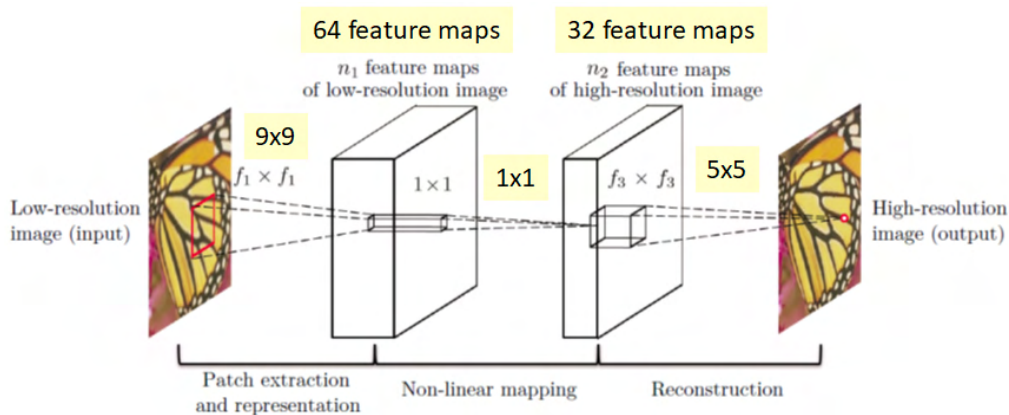 64 feature maps
32 feature maps
n₁ feature maps
of low-resolution image
n₂ feature maps
of high-resolution image
9x9
f₁ × f₁
1×1
1x1
f₃ × f₃
5x5
Low-resolution
image (input)
High-resolution
image (output)
Patch extraction
and representation
Non-linear mapping
Reconstruction